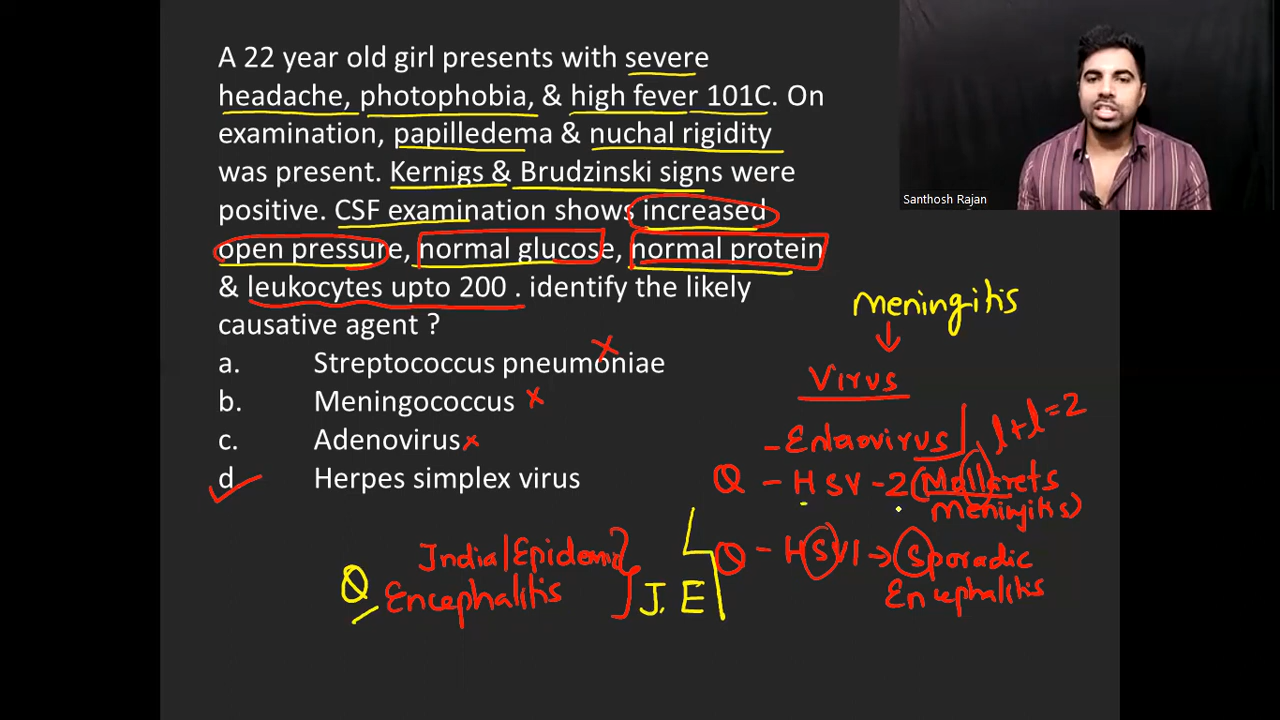 A 22 year old girl presents with severe
headache, photophobia, & high fever 101C. On
examination, papilledema & nuchal rigidity
was present. Kernigs & Brudzinski signs were
positive. CSF examination shows increased
open pressure, normal glucose, normal protein
& leukocytes upto 200 . identify the likely
causative agent ?
a. Streptococcus pneumoniae
b. Meningococcus
c. Adenovirus
d Herpes simplex virus
Santhosh Rajan
Meningitis
Virus
- Enterovirus
l+l=2
Q - HSV-2 (Mollarets
Meningitis)
Q - HSV1 → Sporadic
Encephalitis
India/Epidemic
Q Encephalitis
J.E